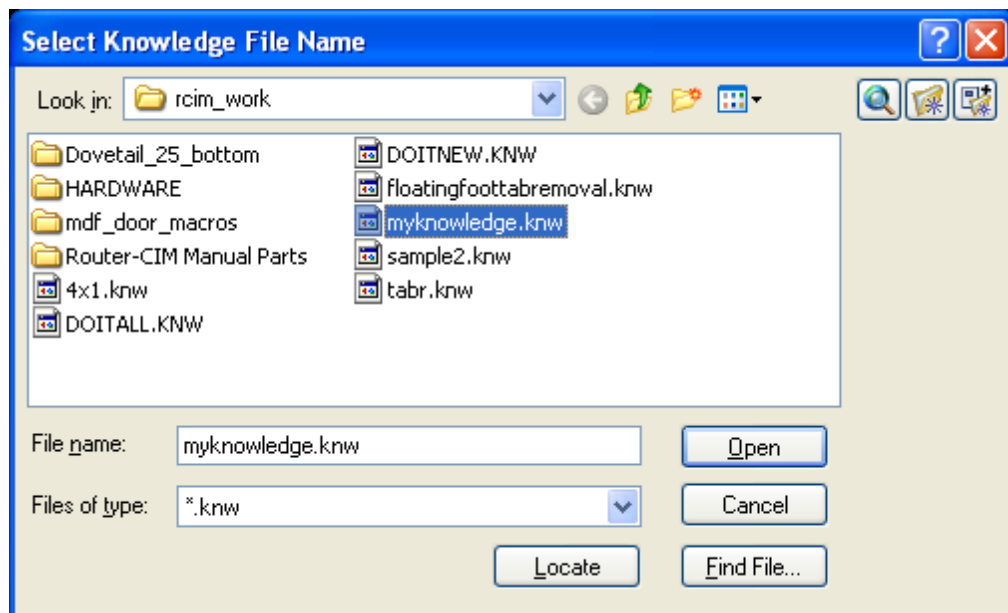 Select Knowledge File Name
Look in: rcim_work
Dovetail_25_bottom
HARDWARE
mdf_door_macros
Router-CIM Manual Parts
4x1.knw
DOITALL.KNW
DOITNEW.KNW
floatingfoottabremoval.knw
myknowledge.knw
sample2.knw
tabr.knw
File name: myknowledge.knw Open
Files of type: *.knw Cancel
Locate Find File...